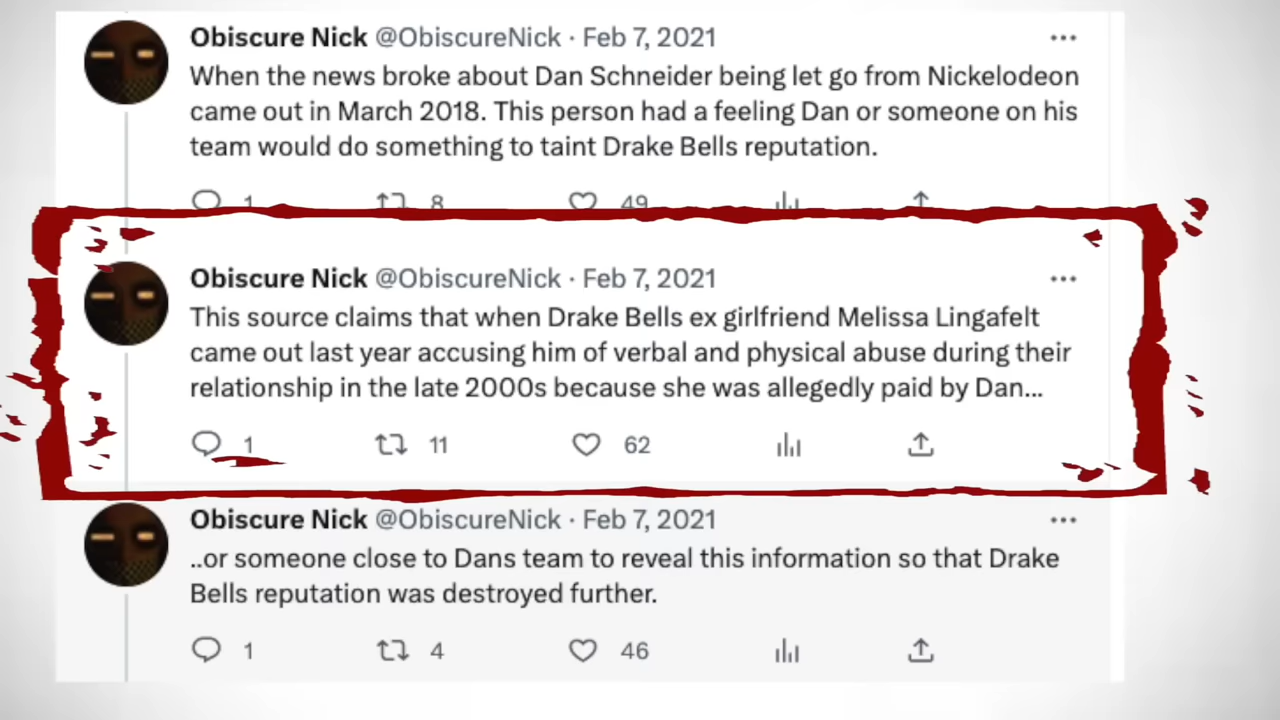 Obiscure Nick @ObiscureNick · Feb 7, 2021
When the news broke about Dan Schneider being let go from Nickelodeon
came out in March 2018. This person had a feeling Dan or someone on his
team would do something to taint Drake Bells reputation.
1 8 49
Obiscure Nick @ObiscureNick · Feb 7, 2021
This source claims that when Drake Bells ex girlfriend Melissa Lingafelt
came out last year accusing him of verbal and physical abuse during their
relationship in the late 2000s because she was allegedly paid by Dan...
1 11 62
Obiscure Nick @ObiscureNick · Feb 7, 2021
..or someone close to Dans team to reveal this information so that Drake
Bells reputation was destroyed further.
1 4 46